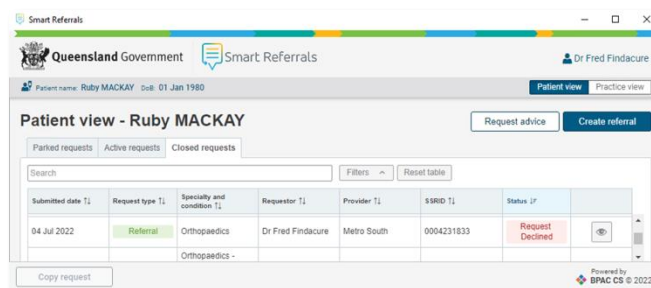 Smart Referrals
Queensland Government Smart Referrals
Dr Fred Findacure
Patient name: Ruby MACKAY DoB: 01 Jan 1980
Patient view Practice view
Patient view - Ruby MACKAY
Request advice Create referral
Parked requests Active requests Closed requests
Search Filters Reset table
Submitted date Request type Specialty and condition Requestor Provider SSRID Status
04 Jul 2022 Referral Orthopaedics Dr Fred Findacure Metro South 0004231833 Request Declined
Orthopaedics -
Copy request
Powered by
BPAC CS © 2022